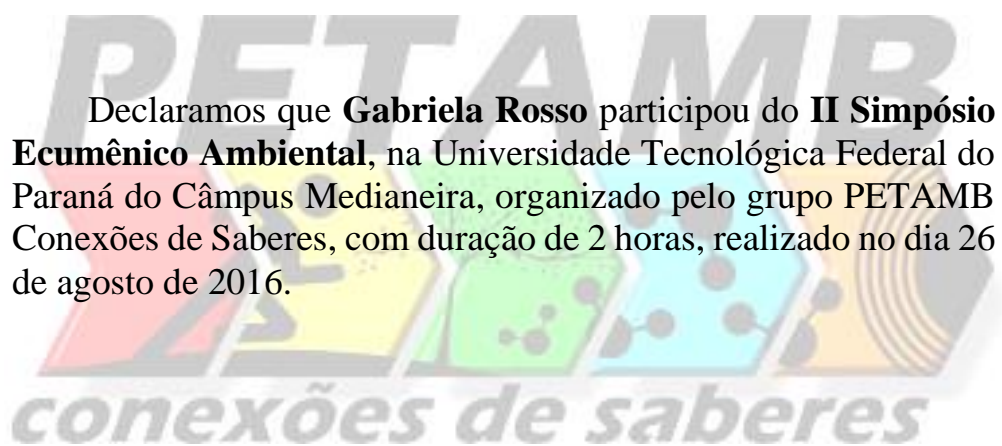 PETAMB
Declaramos que Gabriela Rosso participou do II Simpósio
Ecumênico Ambiental, na Universidade Tecnológica Federal do
Paraná do Câmpus Medianeira, organizado pelo grupo PETAMB
Conexões de Saberes, com duração de 2 horas, realizado no dia 26
de agosto de 2016.
conexões de saberes